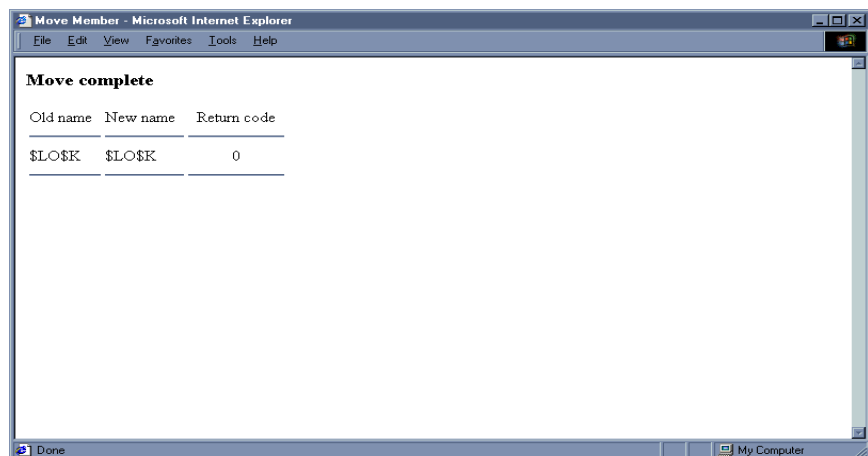 Move Member - Microsoft Internet Explorer
File Edit View Favorites Tools Help
Move complete
Old name New name Return code
$LO$K $LO$K 0
Done My Computer